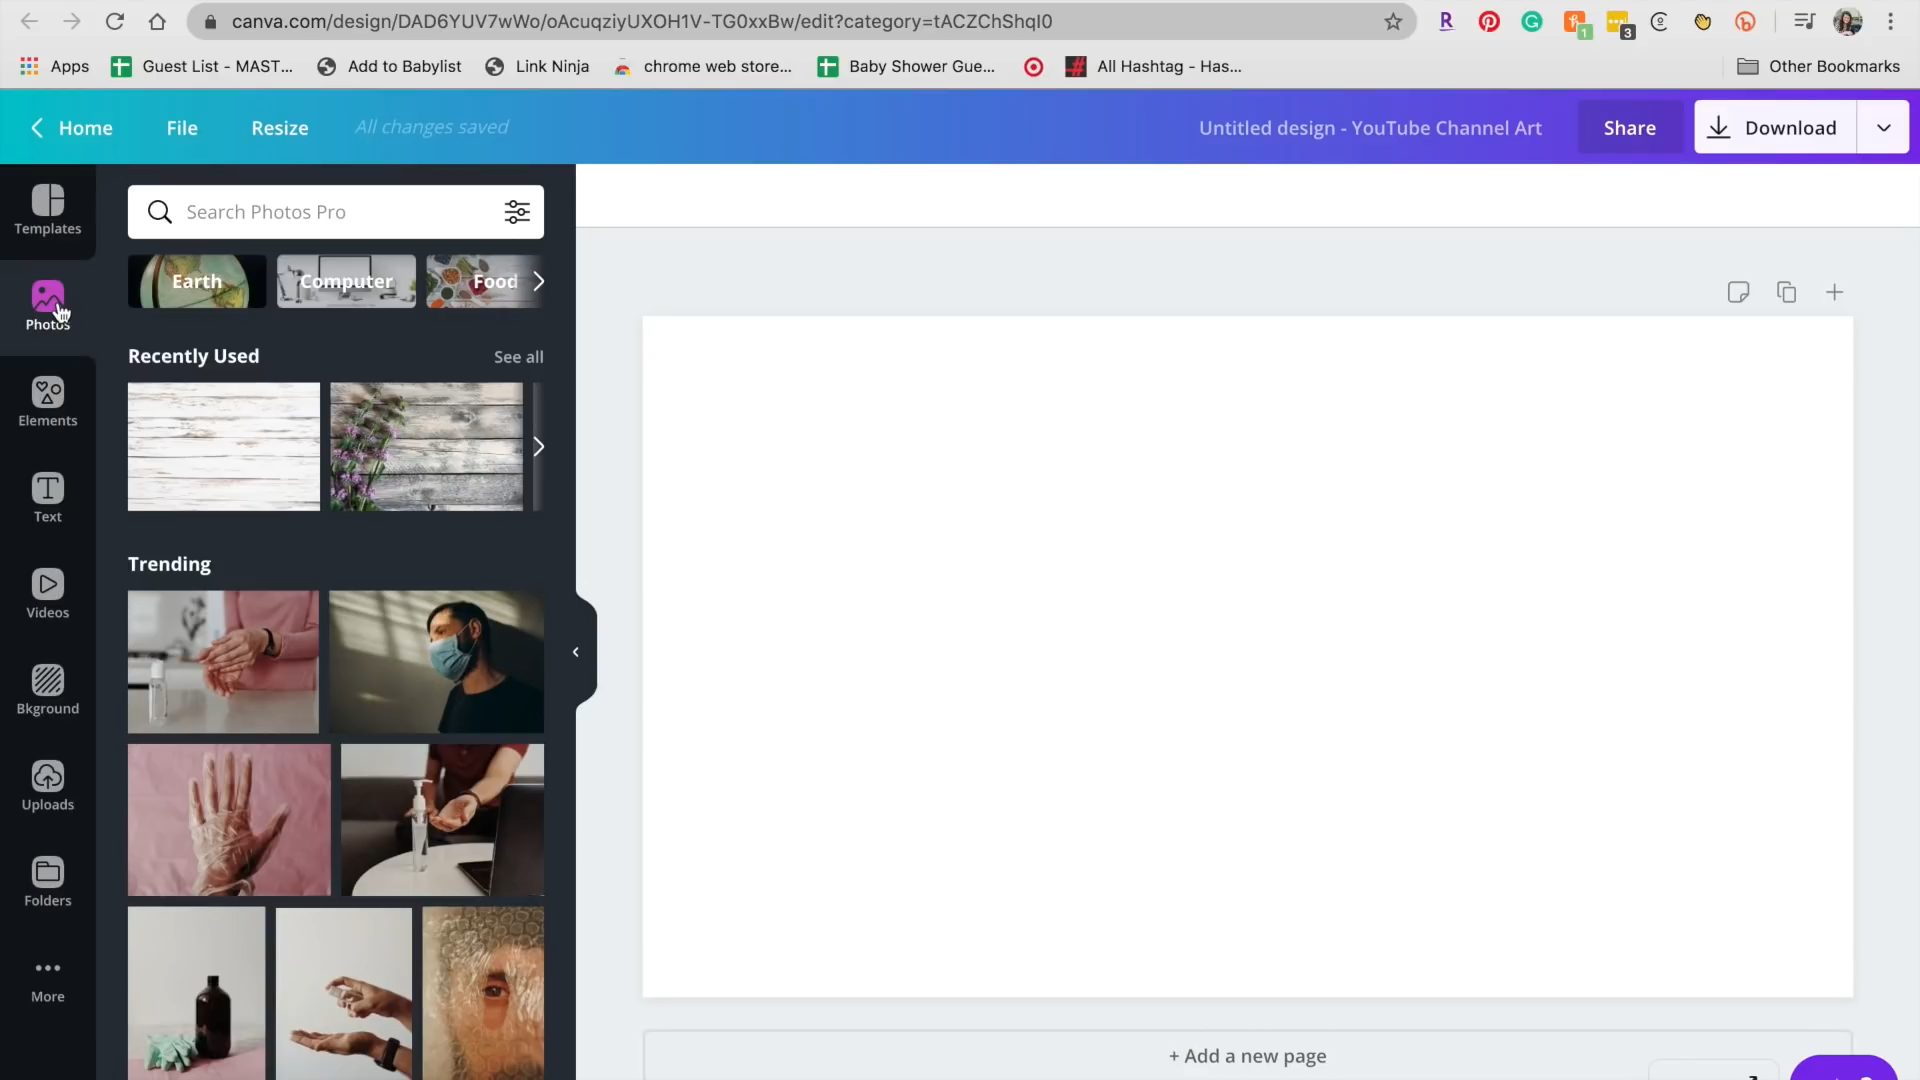 canva.com/design/DAD6YUV7wWo/oAcuqziyUXOH1V-TG0xxBw/edit?category=tACZChShqI0
R
1
3
Apps
Guest List - MAST...
Add to Babylist
Link Ninja
chrome web store...
Baby Shower Gue...
All Hashtag - Has...
Other Bookmarks
Home
File
Resize
All changes saved
Untitled design - YouTube Channel Art
Share
Download
Templates
Photos
Elements
Text
Videos
Bkground
Uploads
Folders
More
Search Photos Pro
Earth
Computer
Food
Recently Used
See all
Trending
+ Add a new page